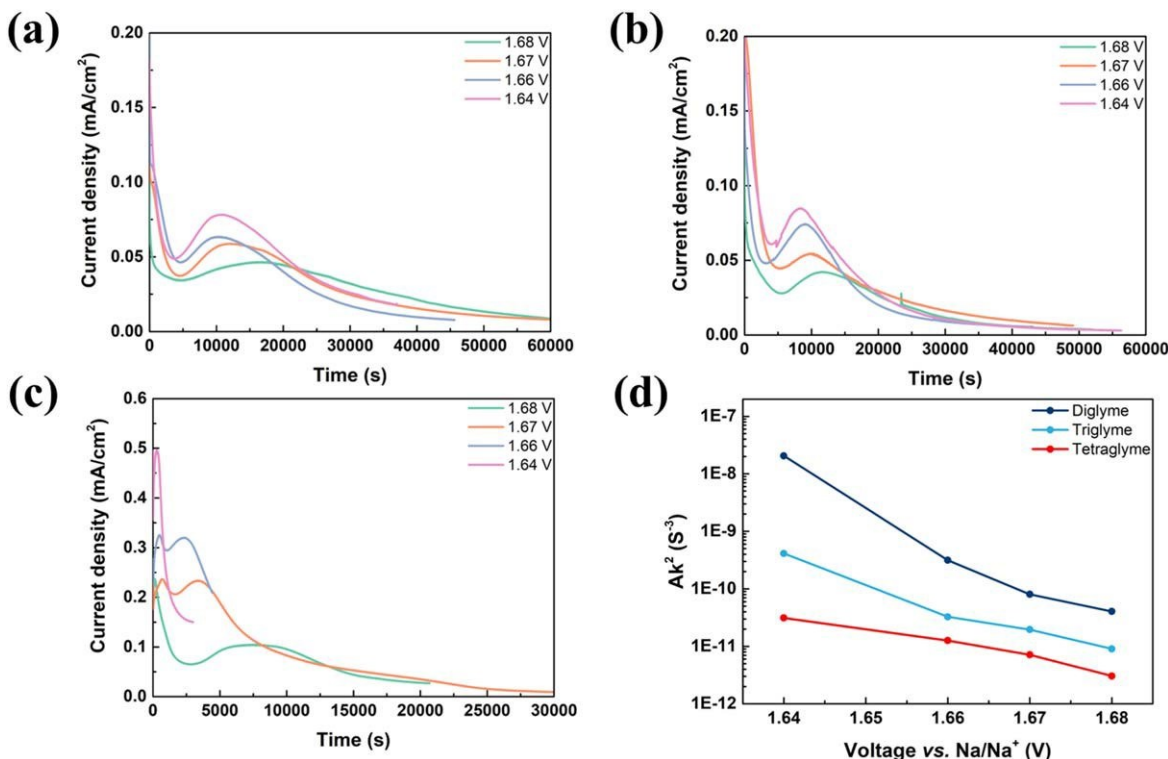 (a)
Current density (mA/cm²)
0.20
0.15
0.10
0.05
0.00
1.68 V
1.67 V
1.66 V
1.64 V
0 10000 20000 30000 40000 50000 60000
Time (s)
(b)
Current density (mA/cm²)
0.20
0.15
0.10
0.05
0.00
1.68 V
1.67 V
1.66 V
1.64 V
0 10000 20000 30000 40000 50000 60000
Time (s)
(c)
Current density (mA/cm²)
0.6
0.5
0.4
0.3
0.2
0.1
0.0
1.68 V
1.67 V
1.66 V
1.64 V
0 5000 10000 15000 20000 25000 30000
Time (s)
(d)
Ak² (S⁻³)
1E-7
1E-8
1E-9
1E-10
1E-11
1E-12
Diglyme
Triglyme
Tetraglyme
1.64 1.65 1.66 1.67 1.68
Voltage vs. Na/Na⁺ (V)